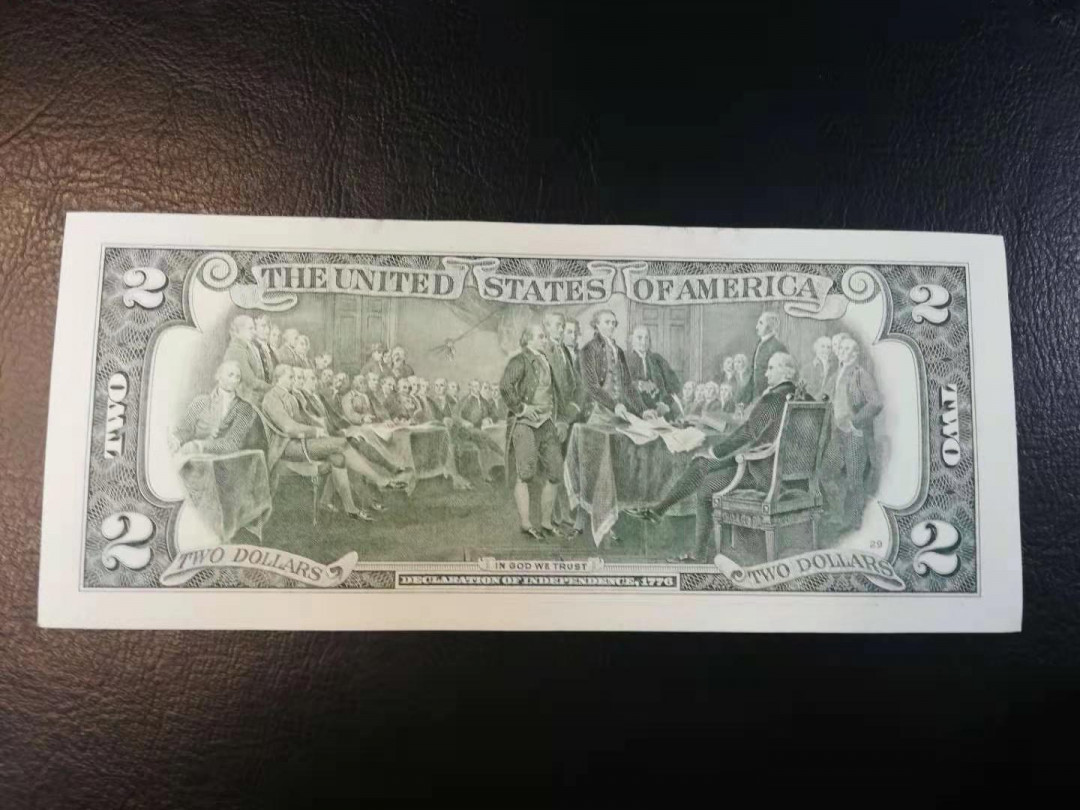 2 THE UNITED STATES OF AMERICA 2
TWO TWO
2 2
29
TWO DOLLARS TWO DOLLARS
IN GOD WE TRUST
DECLARATION OF INDEPENDENCE, 1776